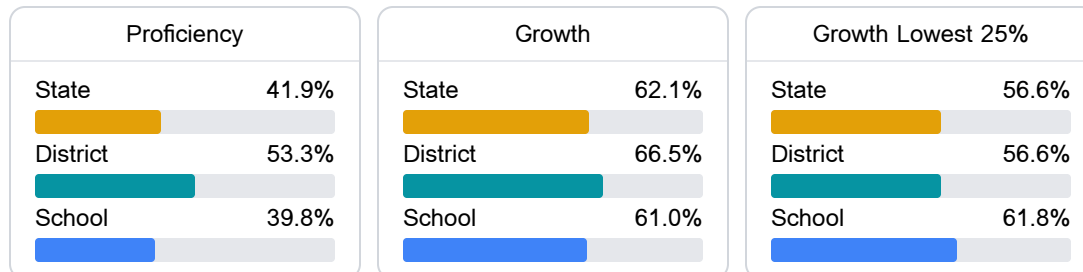 Proficiency
State 41.9%
District 53.3%
School 39.8%
Growth
State 62.1%
District 66.5%
School 61.0%
Growth Lowest 25%
State 56.6%
District 56.6%
School 61.8%